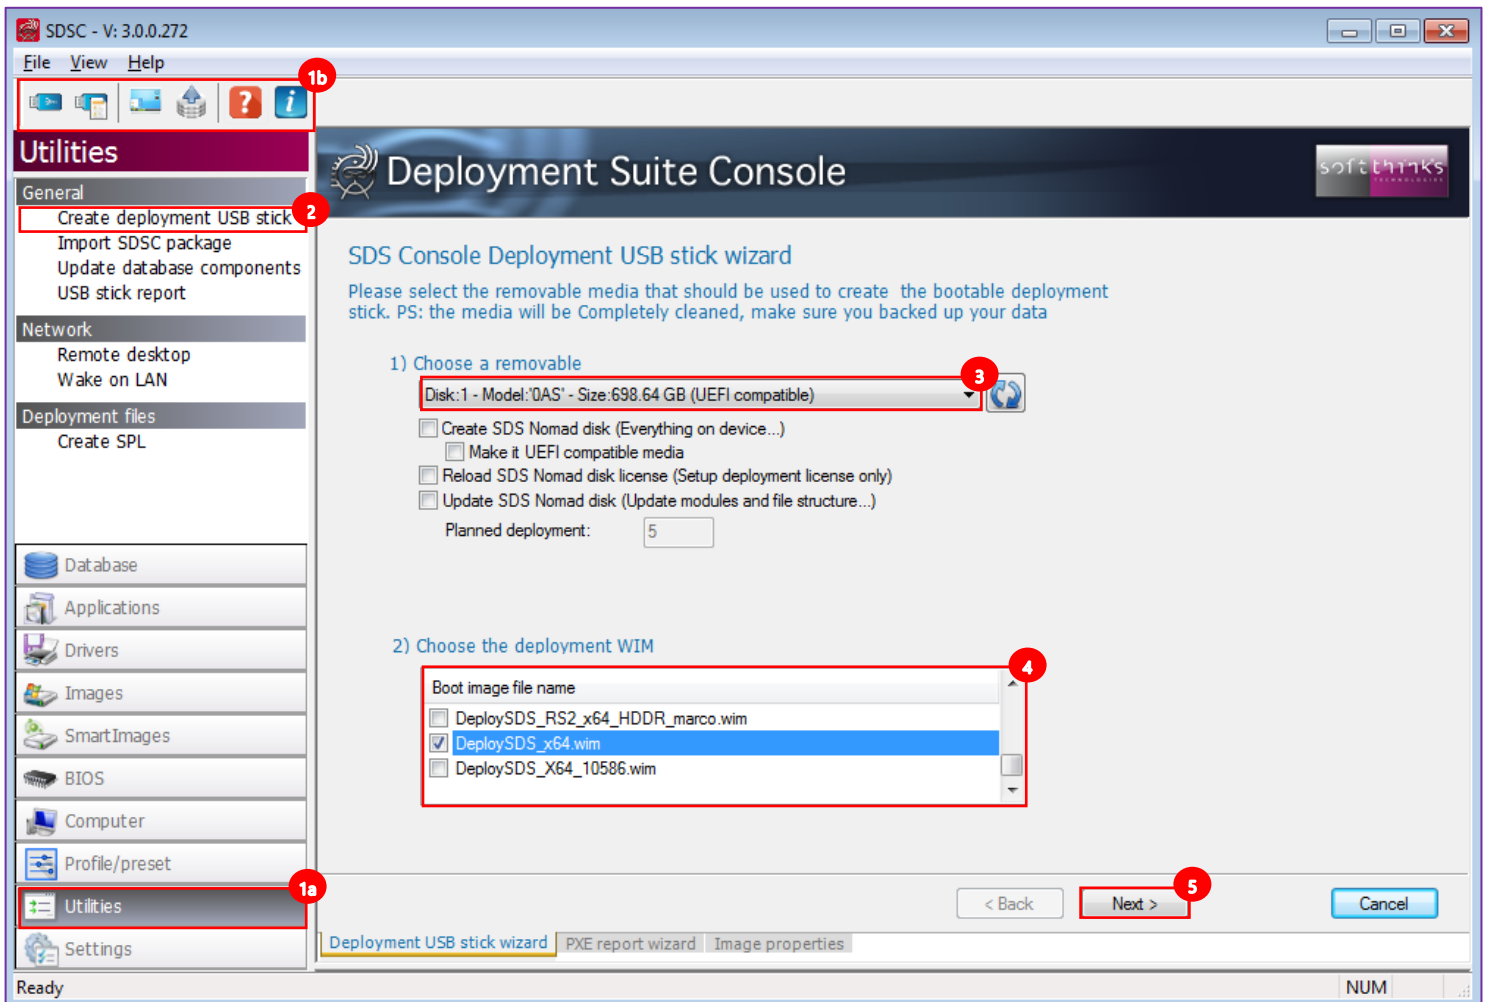 SDSC - V: 3.0.0.272
File View Help
1b
? i
Utilities
General
Create deployment USB stick
2
Import SDSC package
Update database components
USB stick report
Network
Remote desktop
Wake on LAN
Deployment files
Create SPL
Database
Applications
Drivers
Images
SmartImages
BIOS
Computer
Profile/preset
1a
Utilities
Settings
Deployment Suite Console
softthinks
TECHNOLOGIES
SDS Console Deployment USB stick wizard
Please select the removable media that should be used to create the bootable deployment
stick. PS: the media will be Completely cleaned, make sure you backed up your data
1) Choose a removable
3
Disk:1 - Model:'0AS' - Size:698.64 GB (UEFI compatible)
Create SDS Nomad disk (Everything on device...)
Make it UEFI compatible media
Reload SDS Nomad disk license (Setup deployment license only)
Update SDS Nomad disk (Update modules and file structure...)
Planned deployment: 5
2) Choose the deployment WIM
4
Boot image file name
DeploySDS_RS2_x64_HDDR_marco.wim
DeploySDS_x64.wim
DeploySDS_X64_10586.wim
5
< Back Next > Cancel
Deployment USB stick wizard PXE report wizard Image properties
Ready NUM